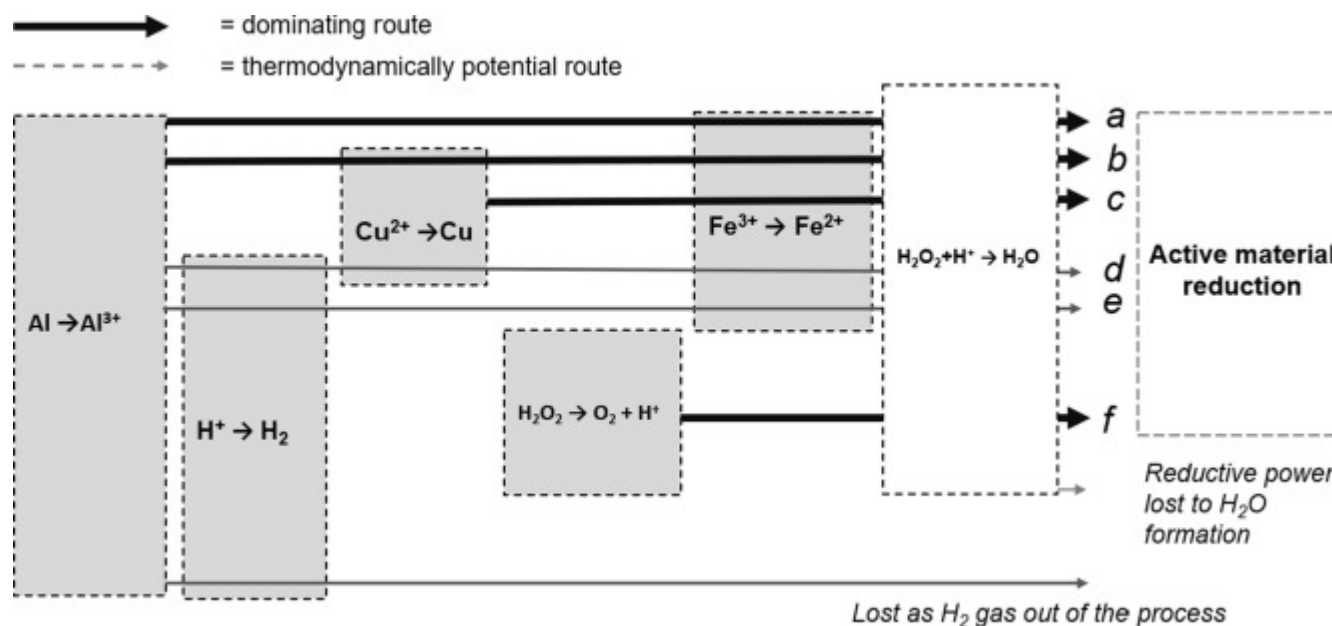 = dominating route
= thermodynamically potential route
a
b
c
Cu²⁺ →Cu
Fe³⁺ → Fe²⁺
H₂O₂+H⁺ → H₂O
d
Active material
reduction
e
Al →Al³⁺
H₂O₂ → O₂ + H⁺
f
H⁺ → H₂
Reductive power
lost to H₂O
formation
Lost as H₂ gas out of the process